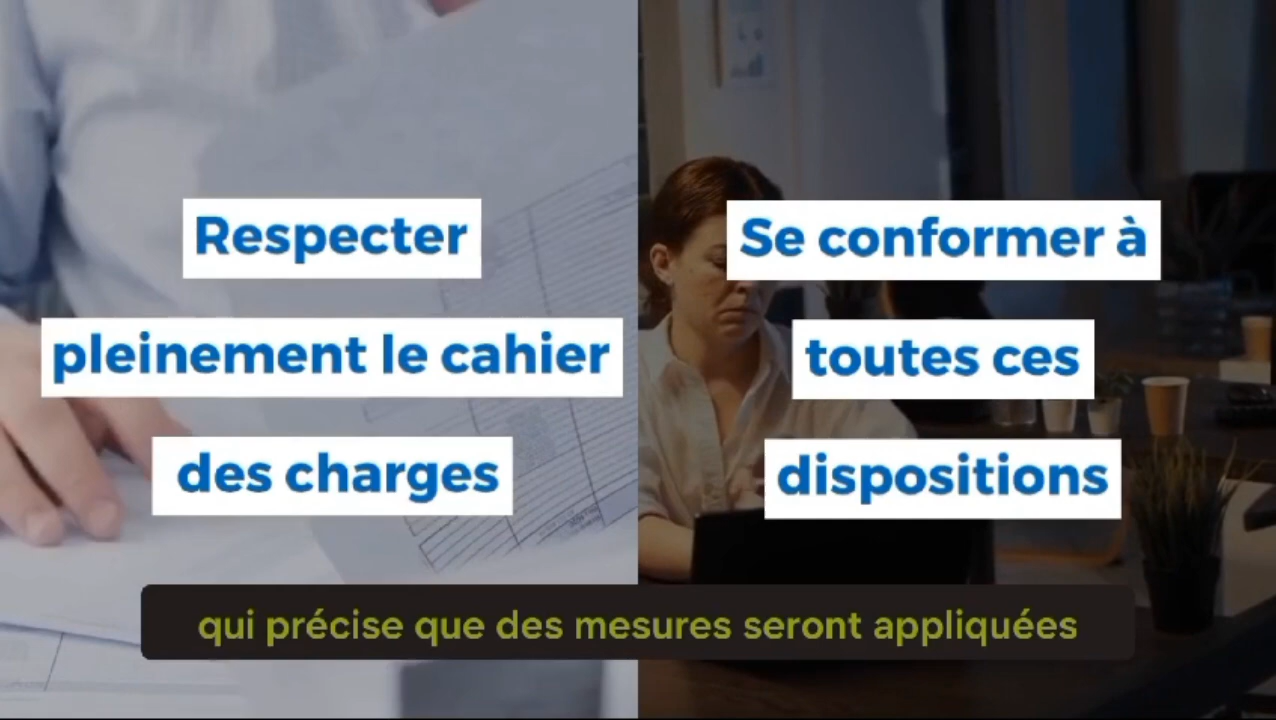 Respecter
pleinement le cahier
des charges
Se conformer à
toutes ces
dispositions
qui précise que des mesures seront appliquées